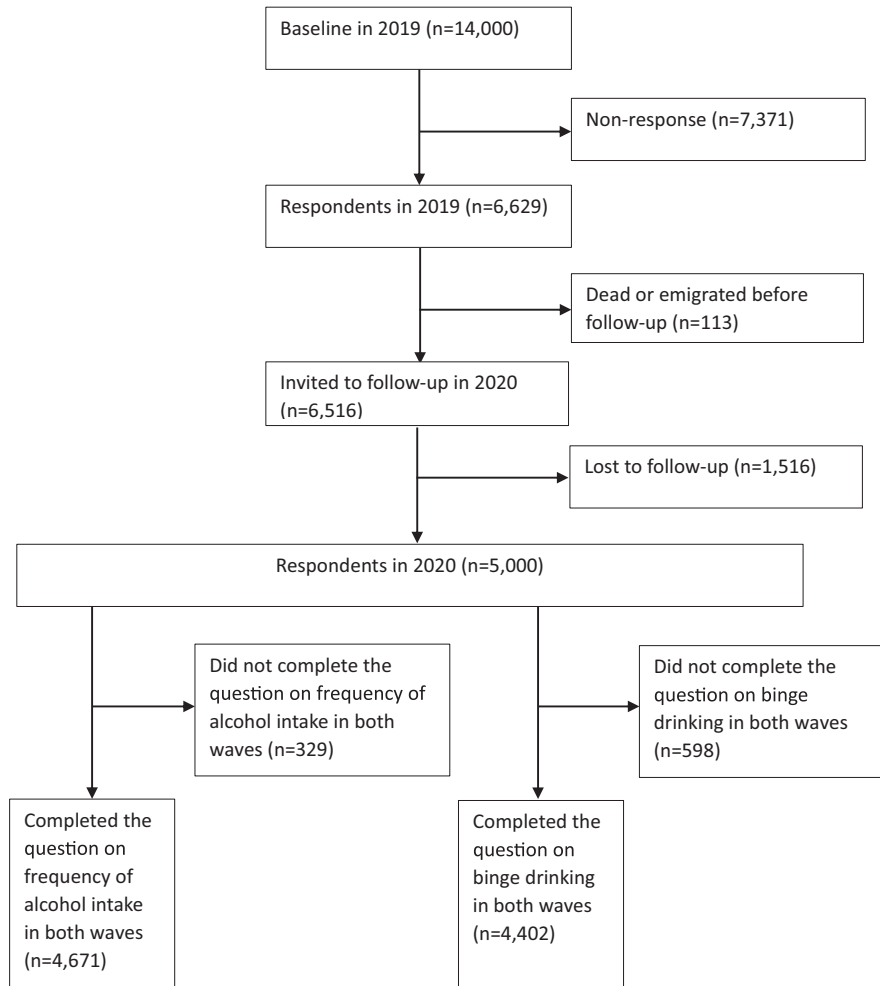 Baseline in 2019 (n=14,000)
Non-response (n=7,371)
Respondents in 2019 (n=6,629)
Dead or emigrated before
follow-up (n=113)
Invited to follow-up in 2020
(n=6,516)
Lost to follow-up (n=1,516)
Respondents in 2020 (n=5,000)
Did not complete the
question on frequency of
alcohol intake in both
waves (n=329)
Did not complete the
question on binge
drinking in both waves
(n=598)
Completed the
question on
frequency of
alcohol intake
in both waves
(n=4,671)
Completed the
question on
binge drinking
in both waves
(n=4,402)